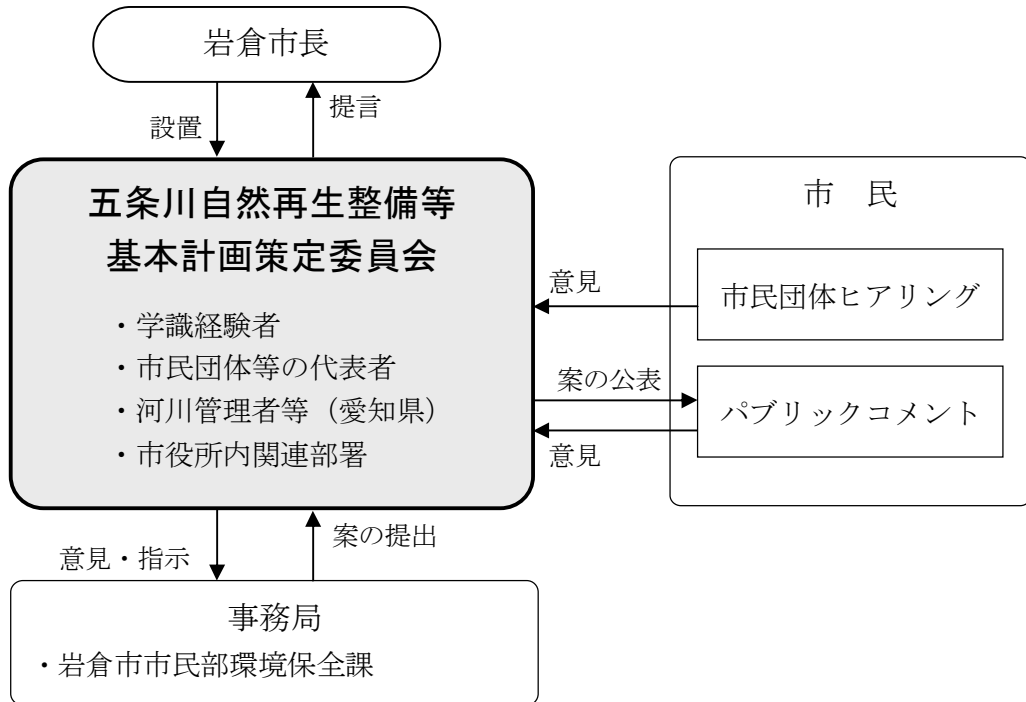 岩倉市長
設置
提言
五条川自然再生整備等
基本計画策定委員会
・学識経験者
・市民団体等の代表者
・河川管理者等（愛知県）
・市役所内関連部署
市　民
意見
市民団体ヒアリング
案の公表
パブリックコメント
意見
意見・指示
案の提出
事務局
・岩倉市市民部環境保全課